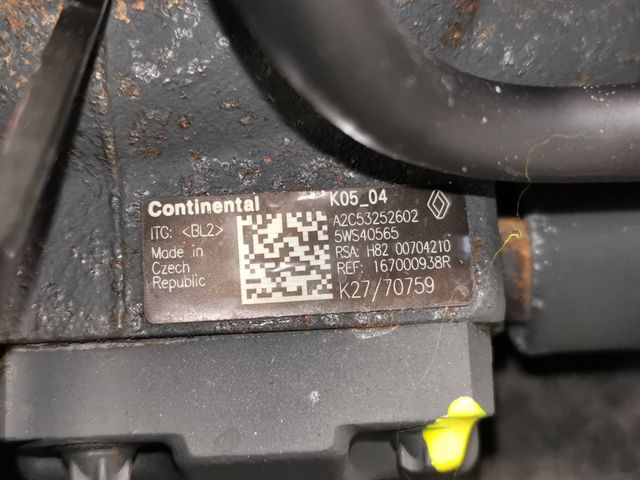 Continental K05_04
ITC: <BL2> A2C53252602
5WS40565
Made in RSA: H82 00704210
Czech REF: 167000938R
Republic K27/70759